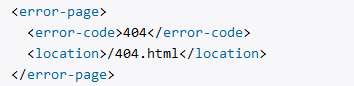 <error-page>
  <error-code>404</error-code>
  <location>/404.html</location>
</error-page>